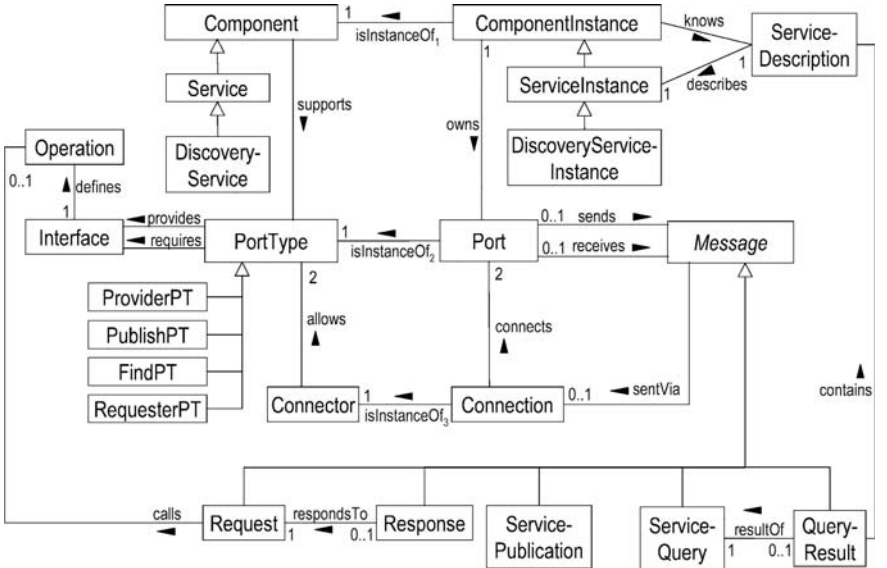 Component
1
isInstanceOf1
ComponentInstance
1
knows
1
1
describes
Service-
Description
Service
ServiceInstance
supports
owns
Discovery-
Service
DiscoveryService-
Instance
Operation
0..1
defines
1
Interface
provides
requires
PortType
1
isInstanceOf2
Port
0..1
sends
0..1
receives
Message
2
2
ProviderPT
PublishPT
FindPT
RequesterPT
allows
connects
Connector
1
isInstanceOf3
Connection
0..1
sentVia
contains
calls
Request
1
respondsTo
0..1
Response
Service-
Publication
Service-
Query
1
resultOf
0..1
Query-
Result